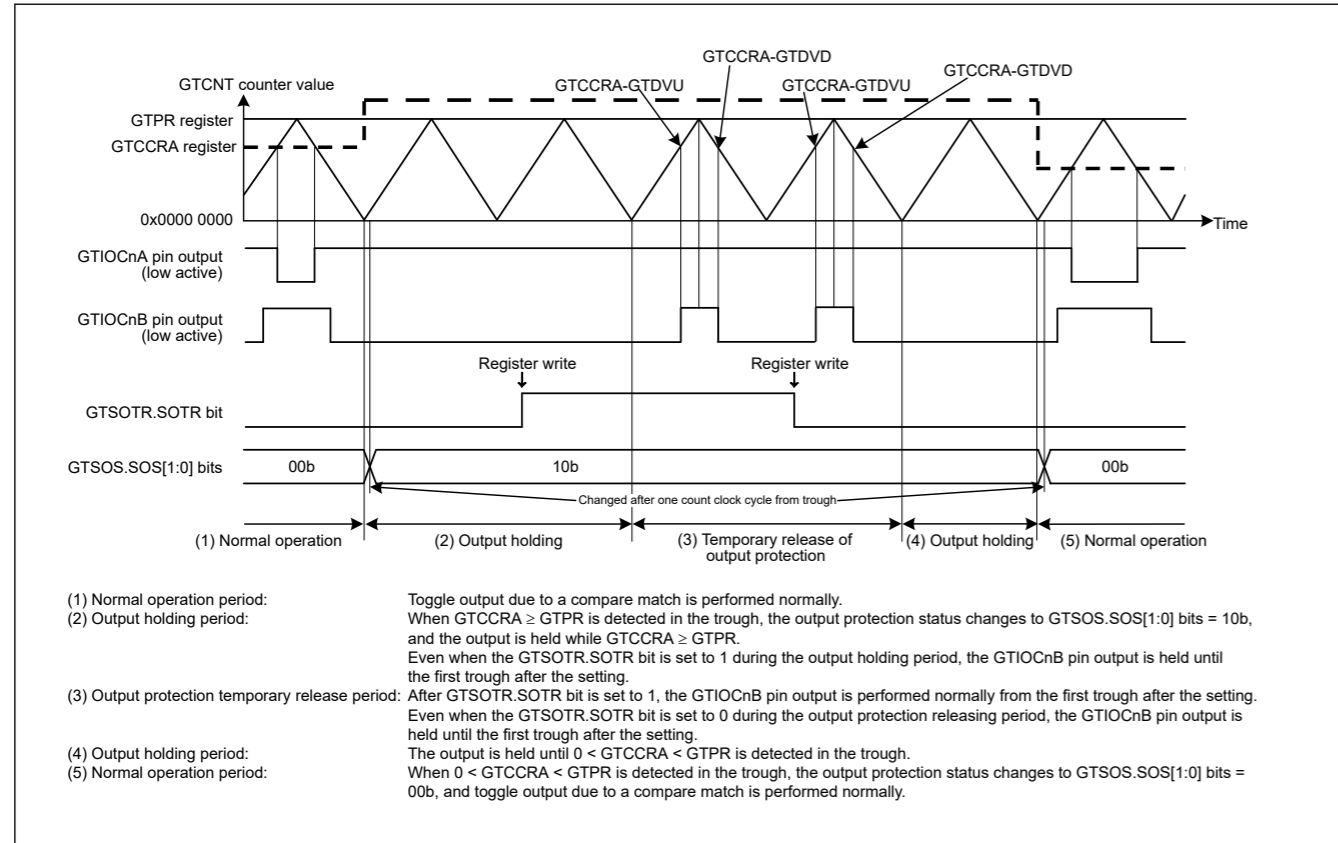 GTCNT counter value
GTCCRA-GTDVU
GTCCRA-GTDVD
GTCCRA-GTDVU
GTCCRA-GTDVD
GTPR register
GTCCRA register
0x0000 0000
Time
GTIOCnA pin output
(low active)
GTIOCnB pin output
(low active)
Register write
Register write
GTSOTR.SOTR bit
GTSOS.SOS[1:0] bits
00b
10b
00b
Changed after one count clock cycle from trough
(1) Normal operation
(2) Output holding
(3) Temporary release of
output protection
(4) Output holding
(5) Normal operation
(1) Normal operation period: Toggle output due to a compare match is performed normally.
(2) Output holding period: When GTCCRA ≥ GTPR is detected in the trough, the output protection status changes to GTSOS.SOS[1:0] bits = 10b,
and the output is held while GTCCRA ≥ GTPR.
Even when the GTSOTR.SOTR bit is set to 1 during the output holding period, the GTIOCnB pin output is held until
the first trough after the setting.
(3) Output protection temporary release period: After GTSOTR.SOTR bit is set to 1, the GTIOCnB pin output is performed normally from the first trough after the setting.
Even when the GTSOTR.SOTR bit is set to 0 during the output protection releasing period, the GTIOCnB pin output is
held until the first trough after the setting.
(4) Output holding period: The output is held until 0 < GTCCRA < GTPR is detected in the trough.
(5) Normal operation period: When 0 < GTCCRA < GTPR is detected in the trough, the output protection status changes to GTSOS.SOS[1:0] bits =
00b, and toggle output due to a compare match is performed normally.